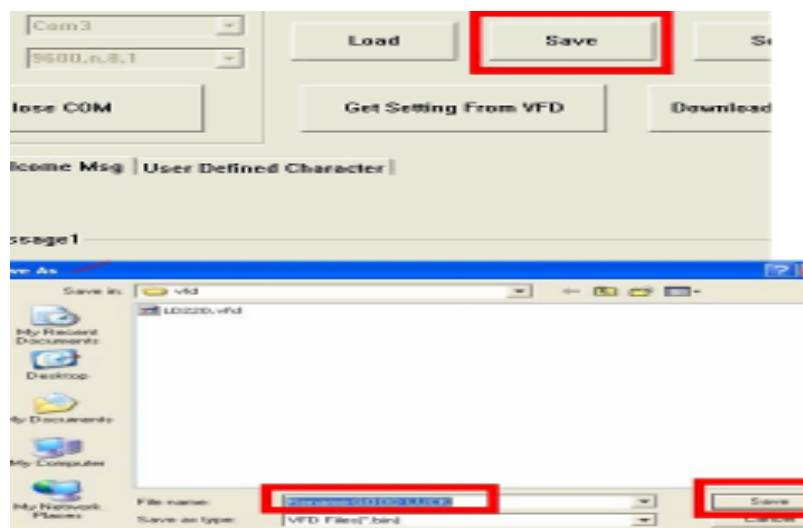 Com3
Load
Save
9600,n,8,1
lose COM
Get Setting From VFD
Download
lcome Msg
User Defined Character
ssage1
ve As
Save in:
vfd
LD220.vfd
My Recent
Documents
Desktop
My Documents
My Computer
My Network
Places
File name:
Save
Save as type:
VFD Files(*.bin)
Cancel